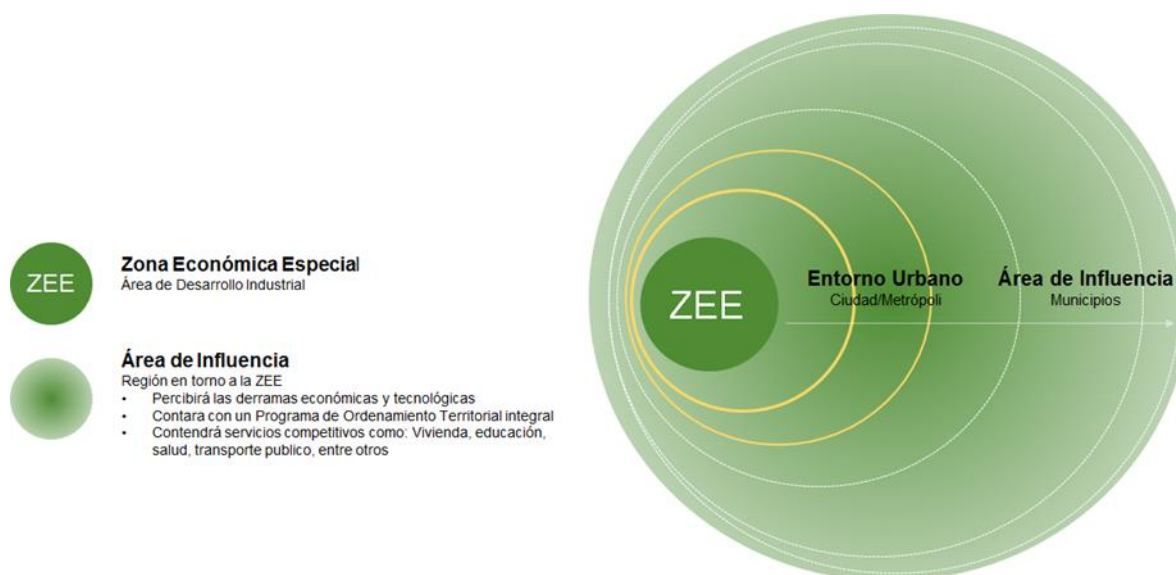 ZEE
Zona Económica Especial
Área de Desarrollo Industrial
Área de Influencia
Región en torno a la ZEE
• Percibirá las derramas económicas y tecnológicas
• Contara con un Programa de Ordenamiento Territorial integral
• Contendrá servicios competitivos como: Vivienda, educación,
salud, transporte publico, entre otros
ZEE
Entorno Urbano
Ciudad/Metrópoli
Área de Influencia
Municipios